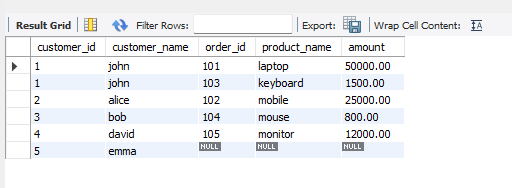 Result Grid Filter Rows: Export: Wrap Cell Content:
customer_id customer_name order_id product_name amount
1 john 101 laptop 50000.00
1 john 103 keyboard 1500.00
2 alice 102 mobile 25000.00
3 bob 104 mouse 800.00
4 david 105 monitor 12000.00
5 emma NULL NULL NULL